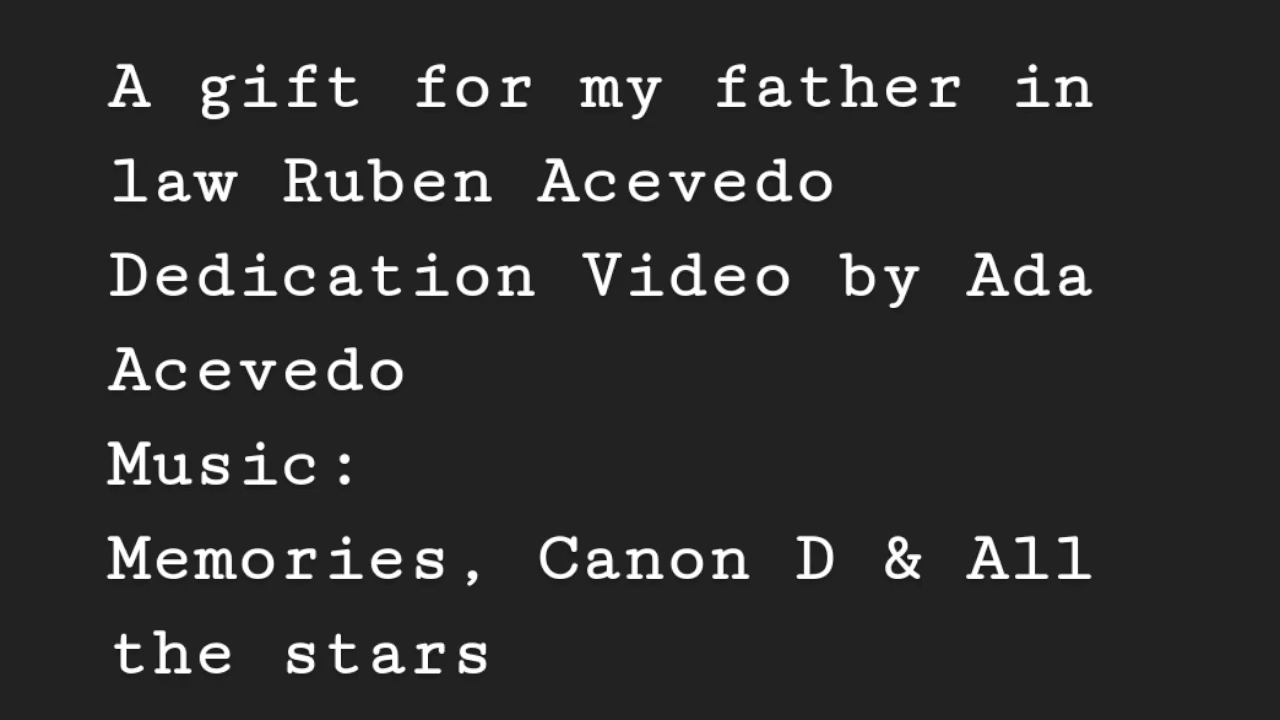 A gift for my father in
law Ruben Acevedo
Dedication Video by Ada
Acevedo
Music:
Memories, Canon D & All
the stars